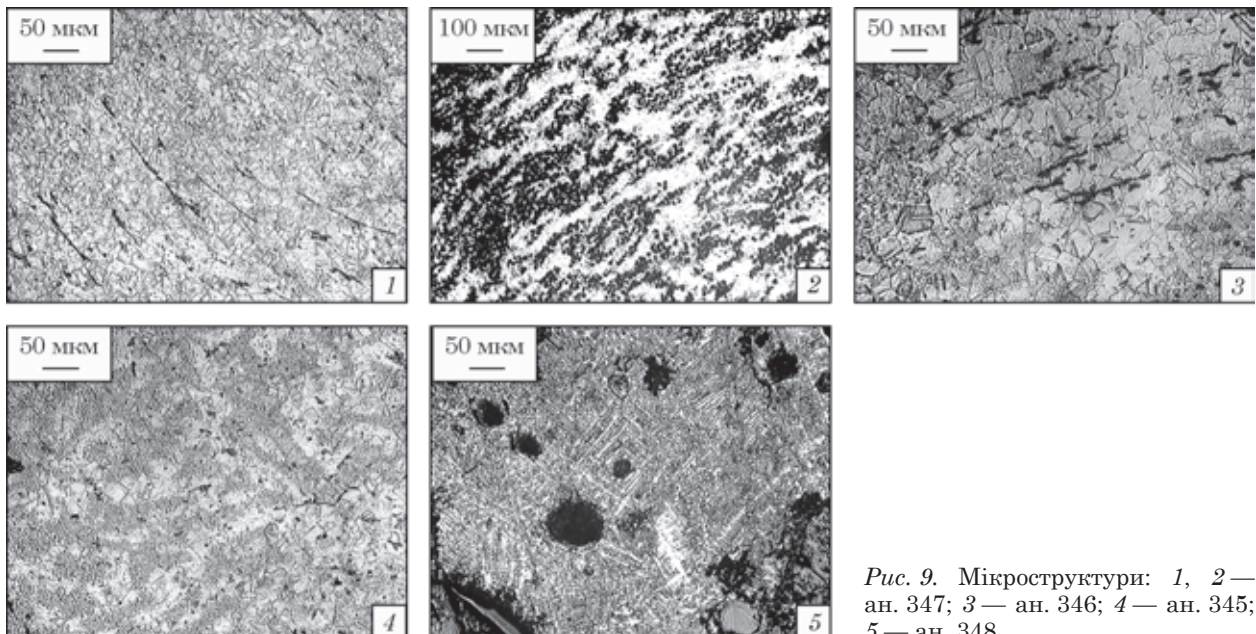 50 мкм
1
100 мкм
2
50 мкм
3
50 мкм
4
50 мкм
5
Рис. 9. Мікроструктури: 1, 2 —
ан. 347; 3 — ан. 346; 4 — ан. 345;
5 — ан. 348